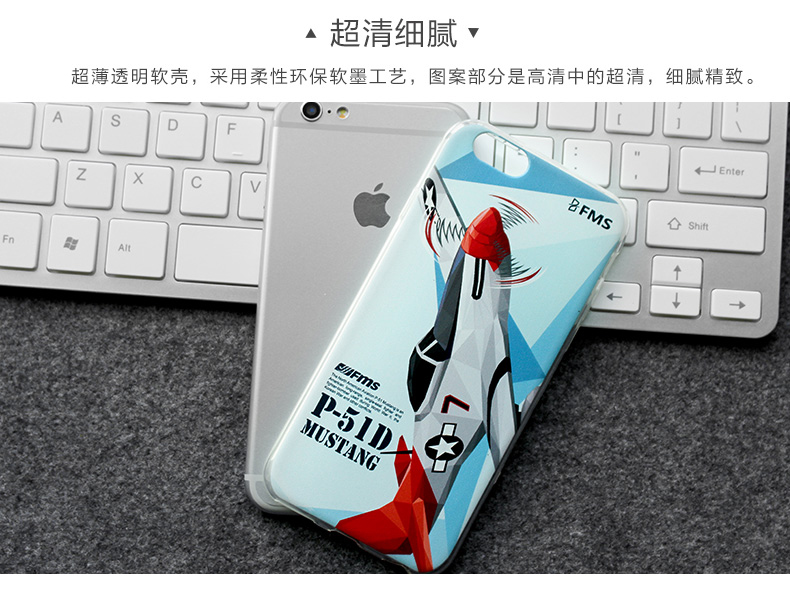 ▲ 超清细腻 ▼
超薄透明软壳，采用柔性环保软墨工艺，图案部分是高清中的超清，细腻精致。
A S D F
Z X C V
Enter
Fn Alt
Shift
FMS
FMS
P-51D
MUSTANG